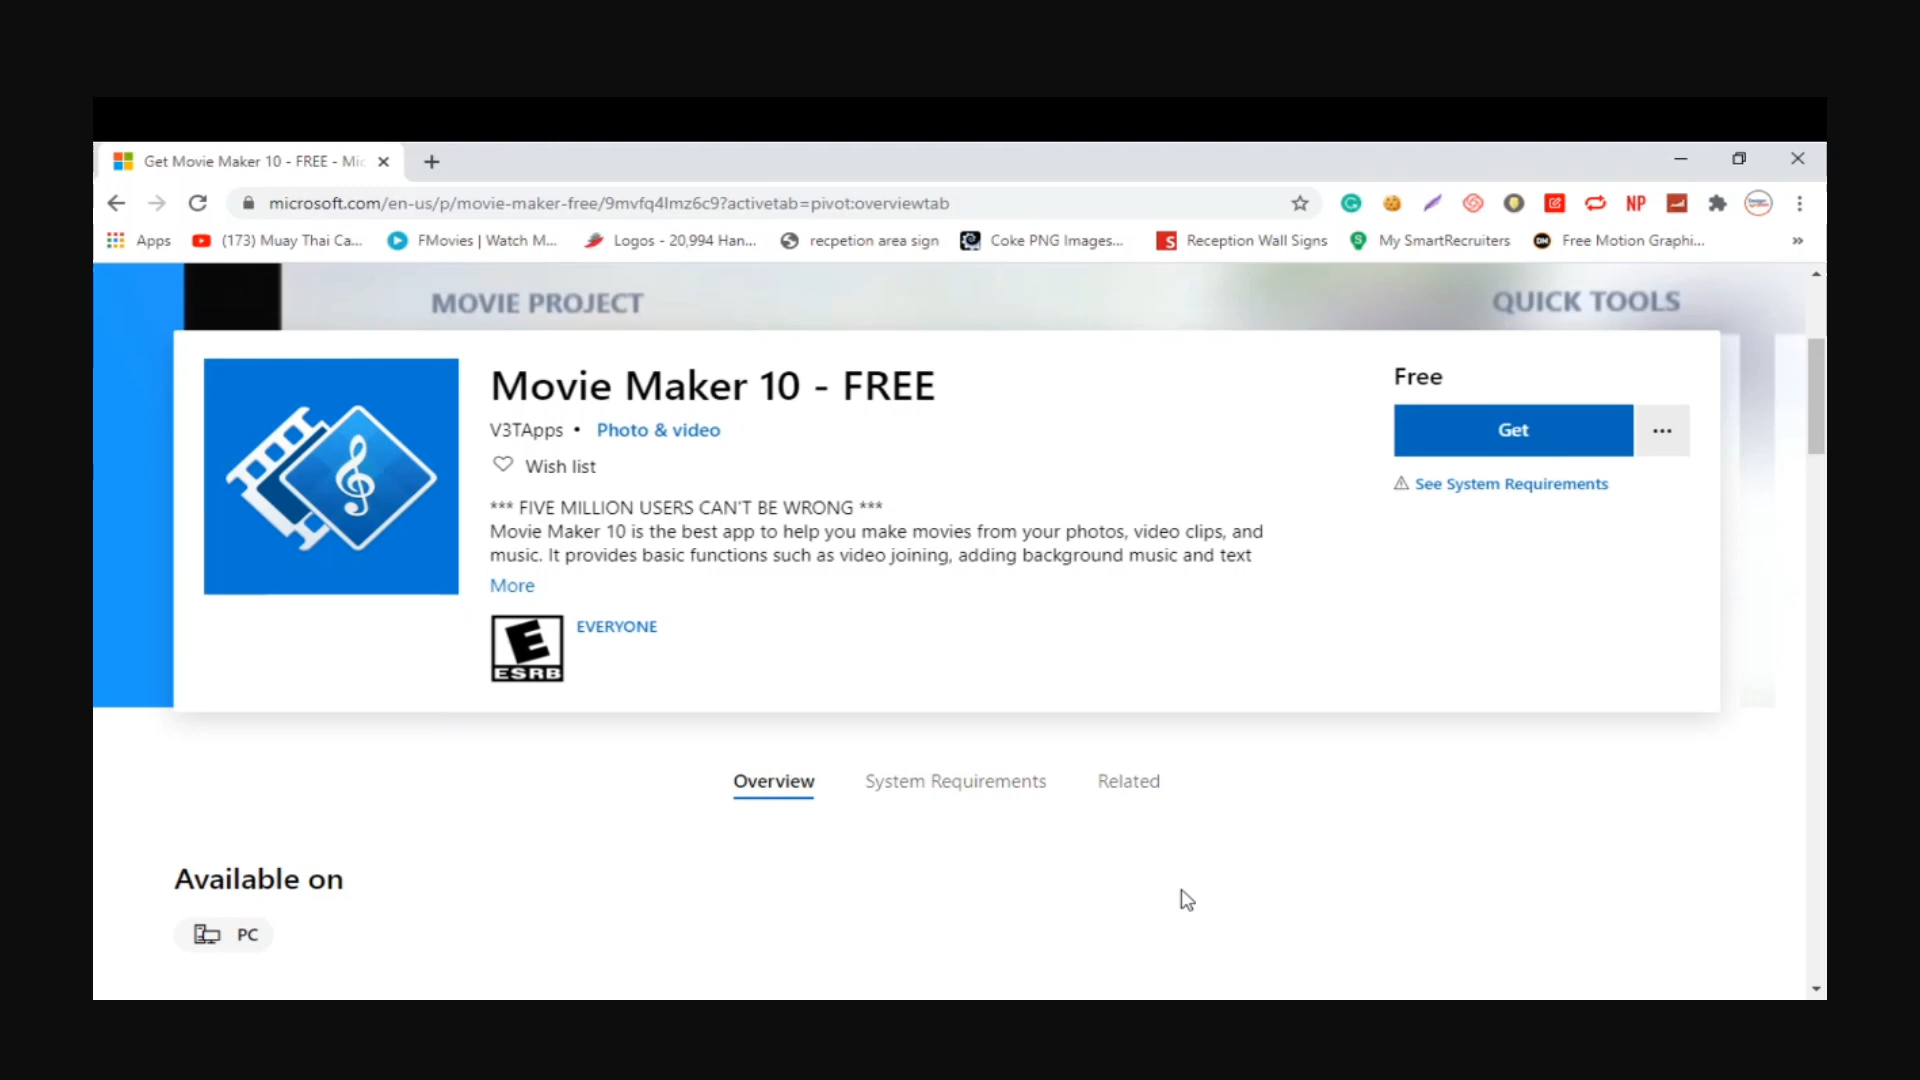 Get Movie Maker 10 - FREE - Mic
microsoft.com/en-us/p/movie-maker-free/9mvfq4lmz6c9?activetab=pivot:overviewtab
NP
Apps
(173) Muay Thai Ca...
FMovies | Watch M...
Logos - 20,994 Han...
recpetion area sign
Coke PNG Images...
S
Reception Wall Signs
S
My SmartRecruiters
Free Motion Graphi...
»
MOVIE PROJECT
QUICK TOOLS
Movie Maker 10 - FREE
V3TApps • Photo & video
Wish list
*** FIVE MILLION USERS CAN'T BE WRONG ***
Movie Maker 10 is the best app to help you make movies from your photos, video clips, and
music. It provides basic functions such as video joining, adding background music and text
More
E
ESRB
EVERYONE
Free
Get
...
See System Requirements
Overview
System Requirements
Related
Available on
PC